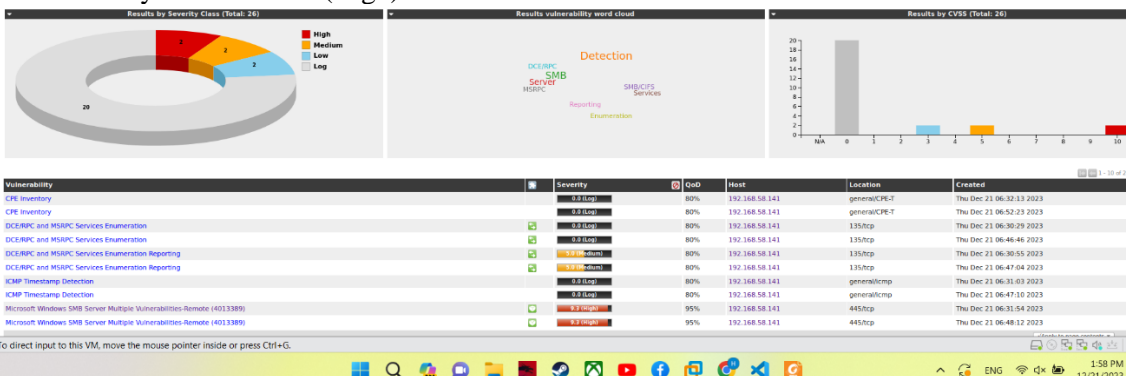 Results by Severity Class (Total: 26)
High
Medium
Low
Log
2
2
2
20
Results vulnerability word cloud
Detection
DCE/RPC
SMB
Server
MSRPC
SMB/CIFS
Services
Reporting
Enumeration
Results by CVSS (Total: 26)
20
18
16
14
12
10
8
6
4
2
0
N/A 0 1 2 3 4 5 6 7 8 9 10
1 - 10 of 2
Vulnerability Severity QoD Host Location Created
CPE Inventory 0.0 (Log) 80% 192.168.58.141 general/CPE-T Thu Dec 21 06:32:13 2023
CPE Inventory 0.0 (Log) 80% 192.168.58.141 general/CPE-T Thu Dec 21 06:52:23 2023
DCE/RPC and MSRPC Services Enumeration 0.0 (Log) 80% 192.168.58.141 135/tcp Thu Dec 21 06:30:29 2023
DCE/RPC and MSRPC Services Enumeration 0.0 (Log) 80% 192.168.58.141 135/tcp Thu Dec 21 06:46:46 2023
DCE/RPC and MSRPC Services Enumeration Reporting 5.0 (Medium) 80% 192.168.58.141 135/tcp Thu Dec 21 06:30:55 2023
DCE/RPC and MSRPC Services Enumeration Reporting 5.0 (Medium) 80% 192.168.58.141 135/tcp Thu Dec 21 06:47:04 2023
ICMP Timestamp Detection 0.0 (Log) 80% 192.168.58.141 general/icmp Thu Dec 21 06:31:03 2023
ICMP Timestamp Detection 0.0 (Log) 80% 192.168.58.141 general/icmp Thu Dec 21 06:47:10 2023
Microsoft Windows SMB Server Multiple Vulnerabilities-Remote (4013389) 9.3 (High) 95% 192.168.58.141 445/tcp Thu Dec 21 06:31:54 2023
Microsoft Windows SMB Server Multiple Vulnerabilities-Remote (4013389) 9.3 (High) 95% 192.168.58.141 445/tcp Thu Dec 21 06:48:12 2023
To direct input to this VM, move the mouse pointer inside or press Ctrl+G.
ENG
1:58 PM
12/21/2023